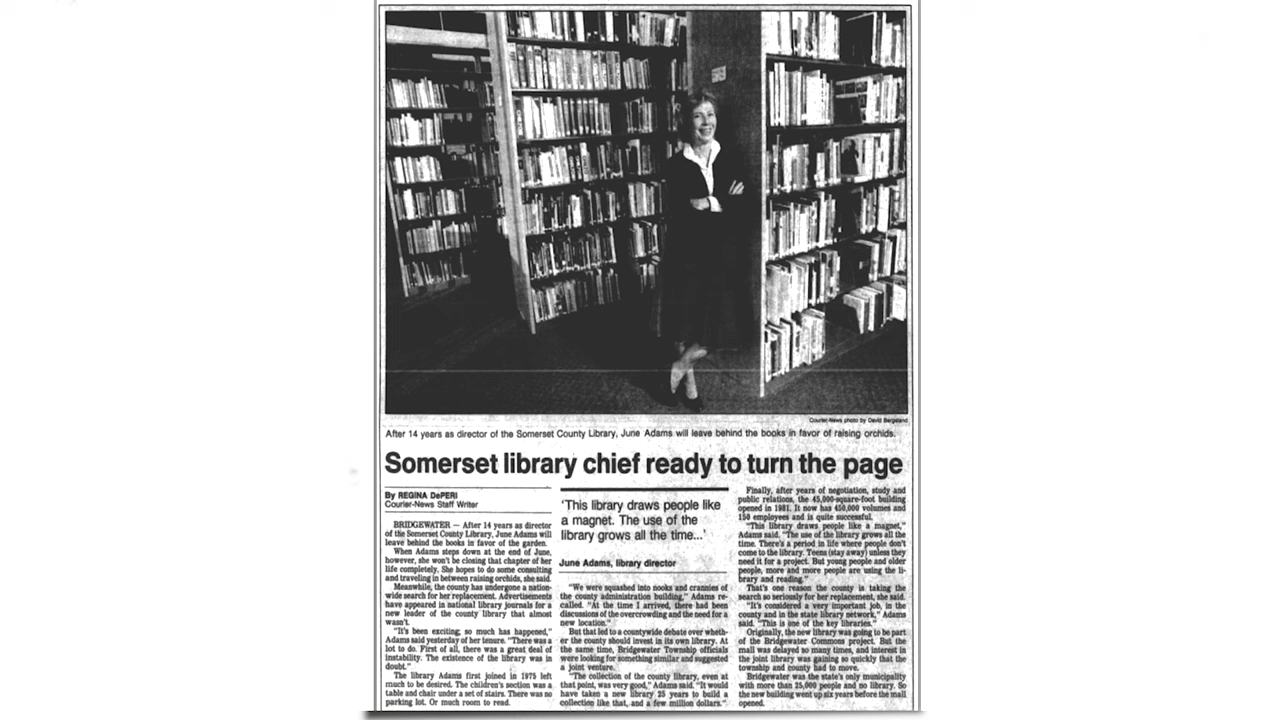 Courier-News photo by David Bergeland
After 14 years as director of the Somerset County Library, June Adams will leave behind the books in favor of raising orchids.
Somerset library chief ready to turn the page
By REGINA DePERI
Courier-News Staff Writer
BRIDGEWATER — After 14 years as director
of the Somerset County Library, June Adams will
leave behind the books in favor of the garden.
When Adams steps down at the end of June,
however, she won't be closing that chapter of her
life completely. She hopes to do some consulting
and traveling in between raising orchids, she said.
Meanwhile, the county has undergone a nation-
wide search for her replacement. Advertisements
have appeared in national library journals for a
new leader of the county library that almost
wasn't.
"It's been exciting; so much has happened,"
Adams said yesterday of her tenure. "There was a
lot to do. First of all, there was a great deal of
instability. The existence of the library was in
doubt."
The library Adams first joined in 1975 left
much to be desired. The children's section was a
table and chair under a set of stairs. There was no
parking lot. Or much room to read.
'This library draws people like
a magnet. The use of the
library grows all the time...'
June Adams, library director
"We were squashed into nooks and crannies of
the county administration building," Adams re-
called. "At the time I arrived, there had been
discussions of the overcrowding and the need for a
new location."
But that led to a countywide debate over wheth-
er the county should invest in its own library. At
the same time, Bridgewater Township officials
were looking for something similar and suggested
a joint venture.
"The collection of the county library, even at
that point, was very good," Adams said. "It would
have taken a new library 25 years to build a
collection like that, and a few million dollars."
Finally, after years of negotiation, study and
public relations, the 45,000-square-foot building
opened in 1981. It now has 450,000 volumes and
150 employees and is quite successful.
"This library draws people like a magnet,"
Adams said. "The use of the library grows all the
time. There's a period in life where people don't
come to the library. Teens (stay away) unless they
need it for a project. But young people and older
people, more and more people are using the li-
brary and reading."
That's one reason the county is taking the
search so seriously for her replacement, she said.
"It's considered a very important job, in the
county and in the state library network," Adams
said. "This is one of the key libraries."
Originally, the new library was going to be part
of the Bridgewater Commons project. But the
mall was delayed so many times, and interest in
the joint library was gaining so quickly that the
township and county had to move.
Bridgewater was the state's only municipality
with more than 25,000 people and no library. So
the new building went up six years before the mall
opened.